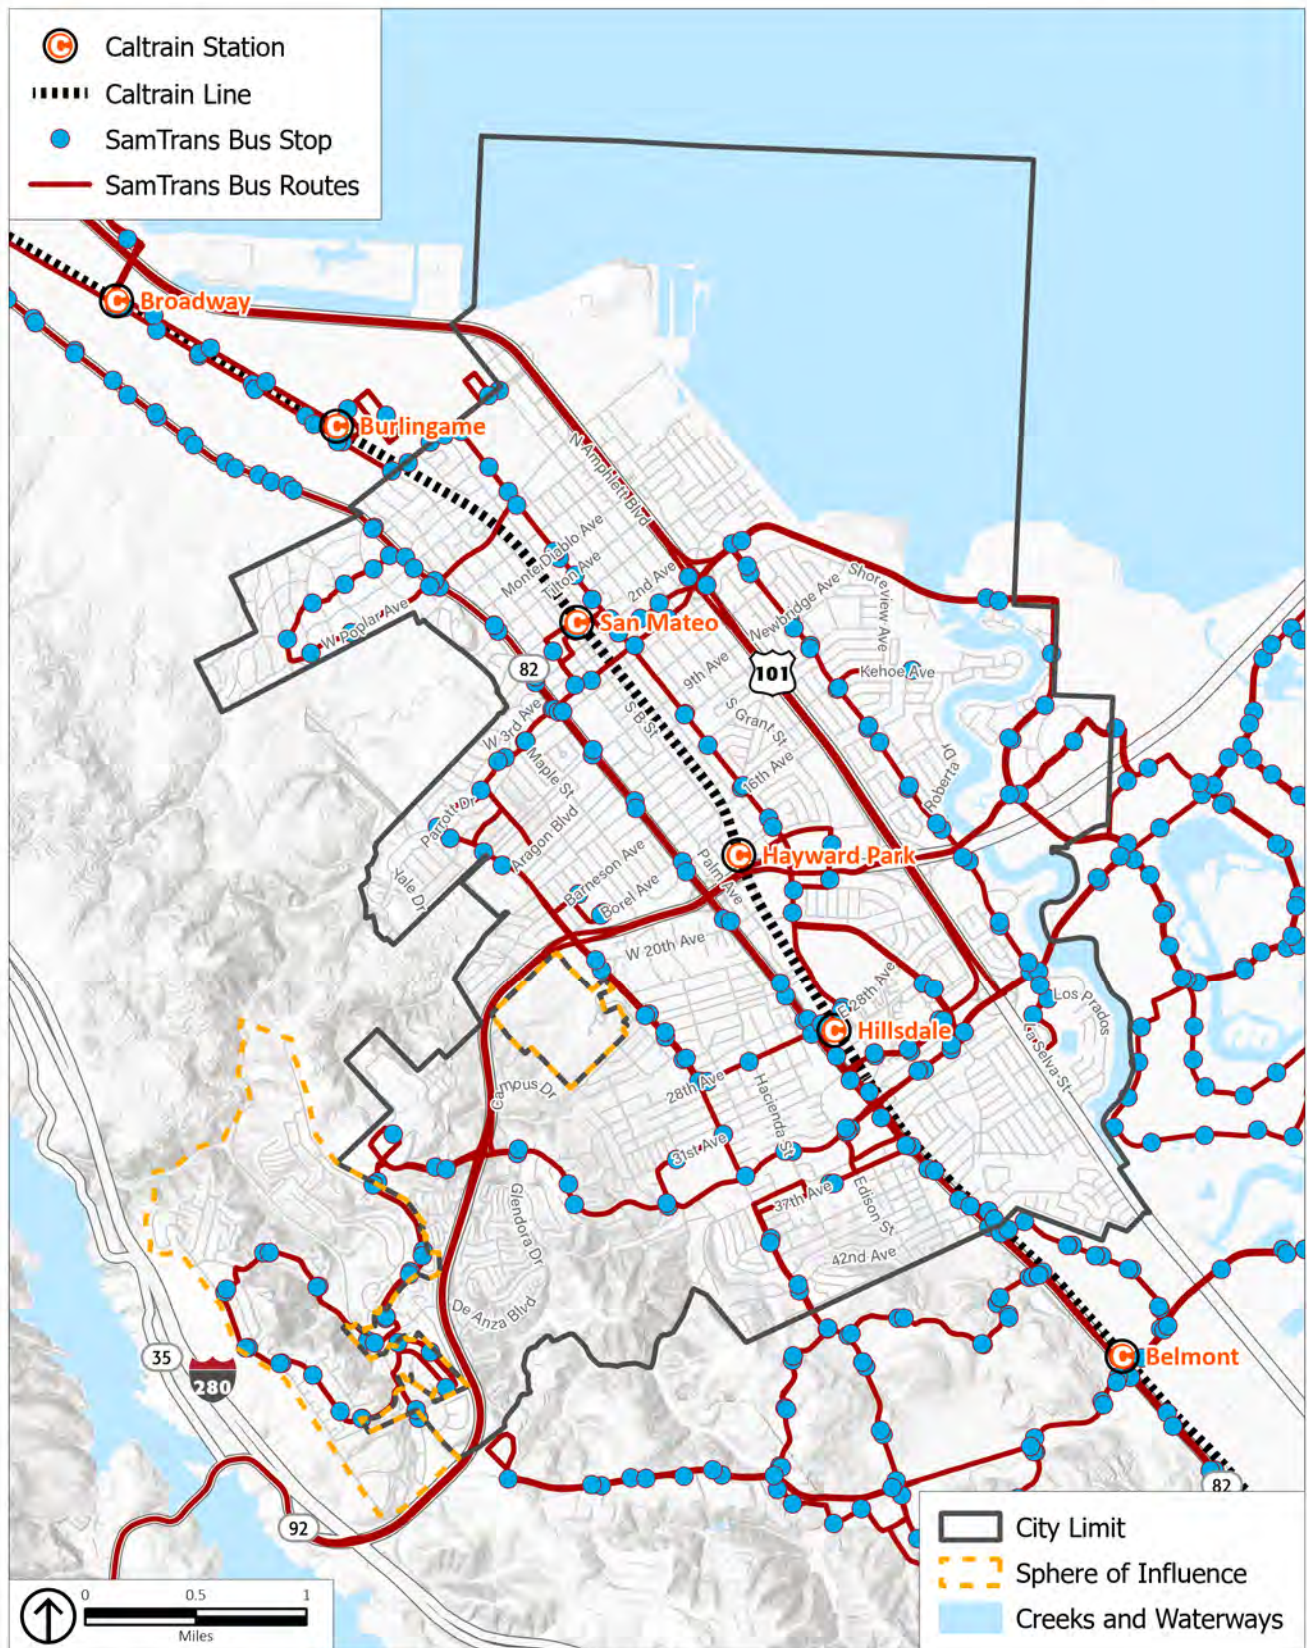 Caltrain Station
Caltrain Line
SamTrans Bus Stop
SamTrans Bus Routes
Broadway
Burlingame
N Amphlett Blvd
Monte Diablo Ave
Tilton Ave
2nd Ave
Shoreview Ave
Newbridge Ave
W Poplar Ave
San Mateo
82
9th Ave
101
Kehoe Ave
S B St
S Grant St
W 3rd Ave
Maple St
16th Ave
Roberta Dr
Parrott Dr
Aragon Blvd
Hayward Park
Yale Dr
Barneson Ave
Borel Ave
Palm Ave
W 20th Ave
E 28th Ave
Los Prados
Hillsdale
La Selva St
Campus Dr
28th Ave
Hacienda St
31st Ave
Glendora Dr
37th Ave
Edison St
42nd Ave
De Anza Blvd
35
280
Belmont
82
92
City Limit
Sphere of Influence
Creeks and Waterways
0 0.5 1
Miles